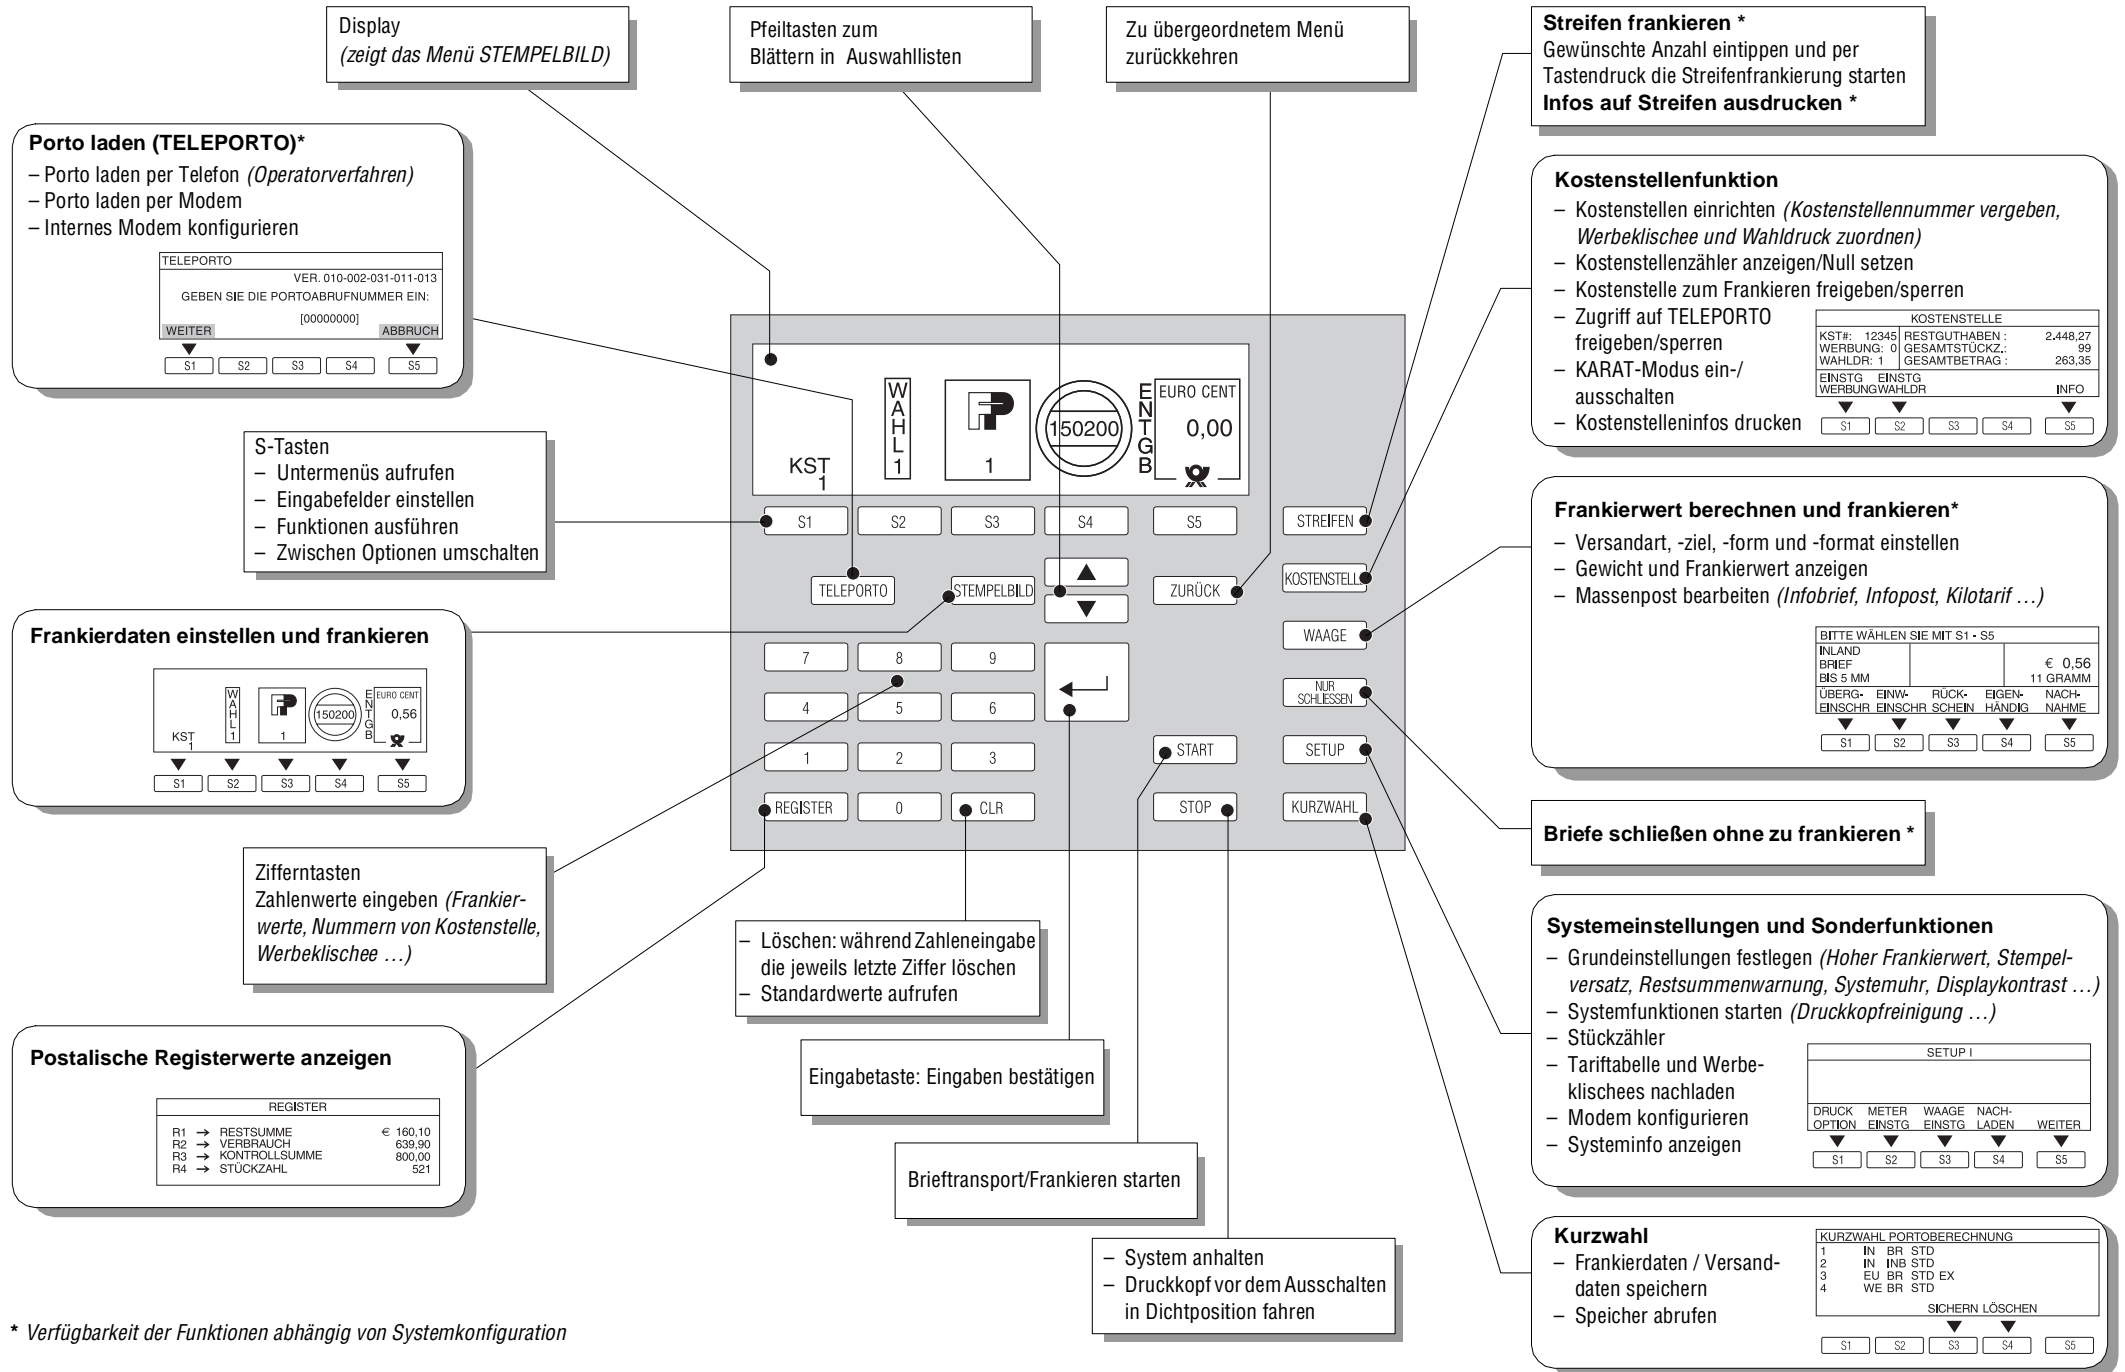 Display
(zeigt das Menü STEMPELBILD)
Pfeiltasten zum
Blättern in Auswahllisten
Zu übergeordnetem Menü
zurückkehren
Streifen frankieren *
Gewünschte Anzahl eintippen und per
Tastendruck die Streifenfrankierung starten
Infos auf Streifen ausdrucken *
Porto laden (TELEPORTO)*
– Porto laden per Telefon (Operatorverfahren)
– Porto laden per Modem
– Internes Modem konfigurieren
TELEPORTO
VER. 010-002-031-011-013
GEBEN SIE DIE PORTOABRUFNUMMER EIN:
[00000000]
WEITER ABBRUCH
S1 S2 S3 S4 S5
S-Tasten
– Untermenüs aufrufen
– Eingabefelder einstellen
– Funktionen ausführen
– Zwischen Optionen umschalten
Frankierdaten einstellen und frankieren
KST
1
WAHL 1
FP
1
150200
ENTGB
EURO CENT
0,56
S1 S2 S3 S4 S5
Zifferntasten
Zahlenwerte eingeben (Frankier-
werte, Nummern von Kostenstelle,
Werbeklischee …)
Postalische Registerwerte anzeigen
REGISTER
R1 → RESTSUMME € 160,10
R2 → VERBRAUCH 639,90
R3 → KONTROLLSUMME 800,00
R4 → STÜCKZAHL 521
KST
1
WAHL 1
FP
1
150200
ENTGB
EURO CENT
0,00
S1 S2 S3 S4 S5 STREIFEN
TELEPORTO STEMPELBILD ▲ ▼ ZURÜCK KOSTENSTELL
WAAGE
7 8 9
NUR
SCHLIESSEN
4 5 6
1 2 3 START SETUP
REGISTER 0 CLR STOP KURZWAHL
– Löschen: während Zahleneingabe
die jeweils letzte Ziffer löschen
– Standardwerte aufrufen
Eingabetaste: Eingaben bestätigen
Brieftransport/Frankieren starten
– System anhalten
– Druckkopf vor dem Ausschalten
in Dichtposition fahren
Kostenstellenfunktion
– Kostenstellen einrichten (Kostenstellennummer vergeben,
Werbeklischee und Wahldruck zuordnen)
– Kostenstellenzähler anzeigen/Null setzen
– Kostenstelle zum Frankieren freigeben/sperren
– Zugriff auf TELEPORTO
freigeben/sperren
– KARAT-Modus ein-/
ausschalten
– Kostenstelleninfos drucken
KOSTENSTELLE
KST#: 12345 RESTGUTHABEN : 2.448,27
WERBUNG: 0 GESAMTSTÜCKZ.: 99
WAHLDR: 1 GESAMTBETRAG : 263,35
EINSTG EINSTG
WERBUNG WAHLDR INFO
S1 S2 S3 S4 S5
Frankierwert berechnen und frankieren*
– Versandart, -ziel, -form und -format einstellen
– Gewicht und Frankierwert anzeigen
– Massenpost bearbeiten (Infobrief, Infopost, Kilotarif …)
BITTE WÄHLEN SIE MIT S1 - S5
INLAND
BRIEF € 0,56
BIS 5 MM 11 GRAMM
ÜBERG- EINW- RÜCK- EIGEN- NACH-
EINSCHR EINSCHR SCHEIN HÄNDIG NAHME
S1 S2 S3 S4 S5
Briefe schließen ohne zu frankieren *
Systemeinstellungen und Sonderfunktionen
– Grundeinstellungen festlegen (Hoher Frankierwert, Stempel-
versatz, Restsummenwarnung, Systemuhr, Displaykontrast …)
– Systemfunktionen starten (Druckkopfreinigung …)
– Stückzähler
– Tariftabelle und Werbe-
klischees nachladen
– Modem konfigurieren
– Systeminfo anzeigen
SETUP I
DRUCK METER WAAGE NACH-
OPTION EINSTG EINSTG LADEN WEITER
S1 S2 S3 S4 S5
Kurzwahl
– Frankierdaten / Versand-
daten speichern
– Speicher abrufen
KURZWAHL PORTOBERECHNUNG
1 IN BR STD
2 IN INB STD
3 EU BR STD EX
4 WE BR STD
SICHERN LÖSCHEN
S1 S2 S3 S4 S5
* Verfügbarkeit der Funktionen abhängig von Systemkonfiguration